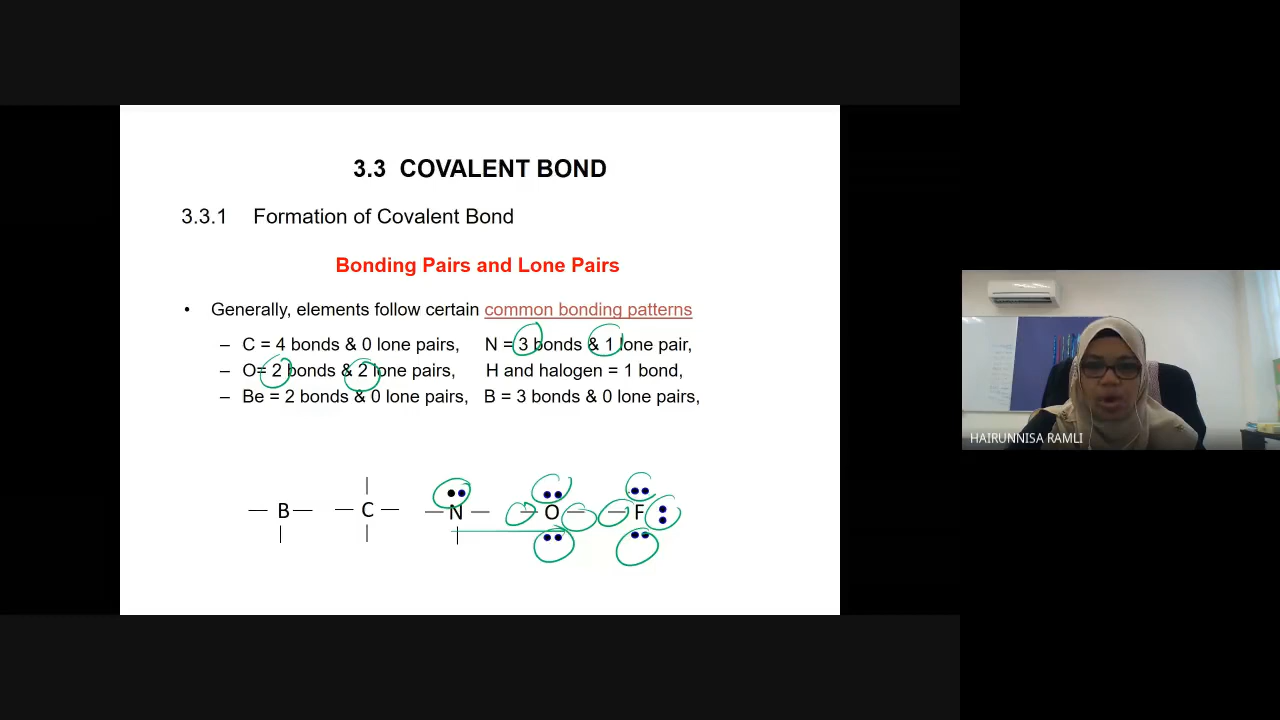 3.3 COVALENT BOND
3.3.1 Formation of Covalent Bond
Bonding Pairs and Lone Pairs
• Generally, elements follow certain common bonding patterns
– C = 4 bonds & 0 lone pairs, N = 3 bonds & 1 lone pair,
– O= 2 bonds & 2 lone pairs, H and halogen = 1 bond,
– Be = 2 bonds & 0 lone pairs, B = 3 bonds & 0 lone pairs,
B C N O F
HAIRUNNISA RAMLI